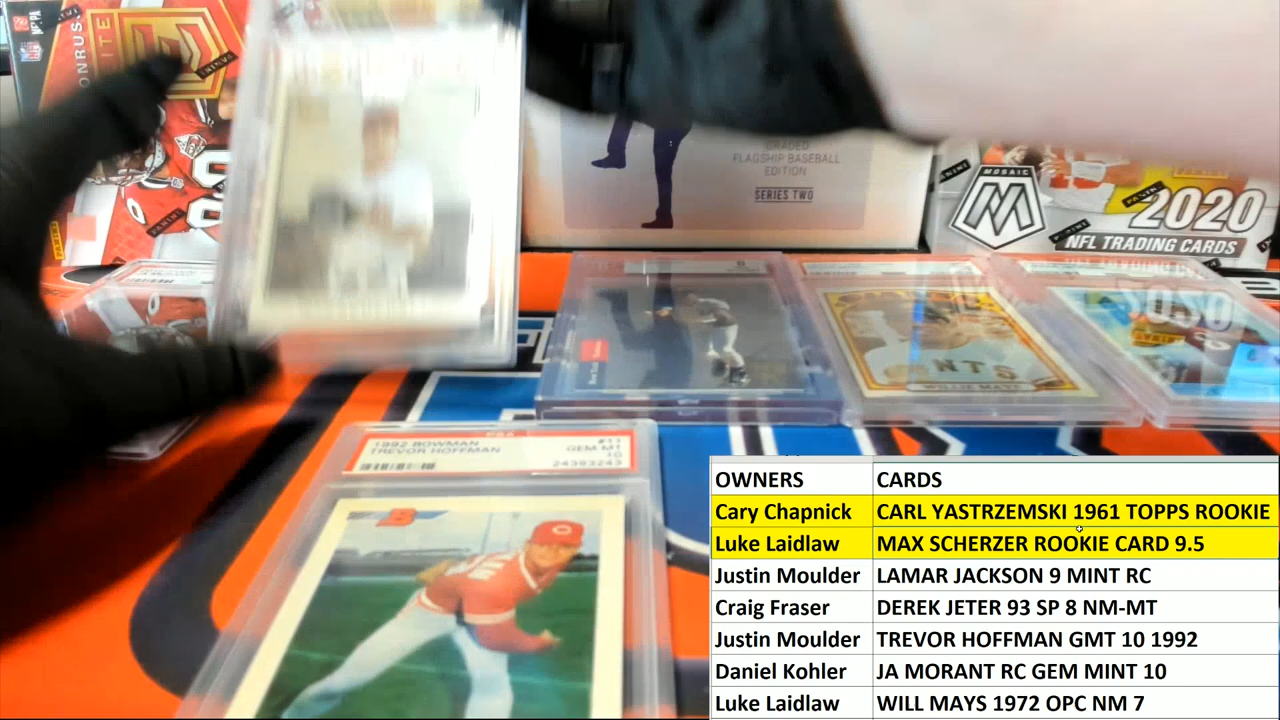 GRADED
FLAGSHIP BASEBALL
EDITION
SERIES TWO
MOSAIC
M
2020
NFL TRADING CARDS
PANINI
NTS
WILLIE MAYS
1992 BOWMAN #11
TREVOR HOFFMAN GEM MT
10
24393243
B
OWNERS CARDS
Cary Chapnick CARL YASTRZEMSKI 1961 TOPPS ROOKIE
Luke Laidlaw MAX SCHERZER ROOKIE CARD 9.5
Justin Moulder LAMAR JACKSON 9 MINT RC
Craig Fraser DEREK JETER 93 SP 8 NM-MT
Justin Moulder TREVOR HOFFMAN GMT 10 1992
Daniel Kohler JA MORANT RC GEM MINT 10
Luke Laidlaw WILL MAYS 1972 OPC NM 7